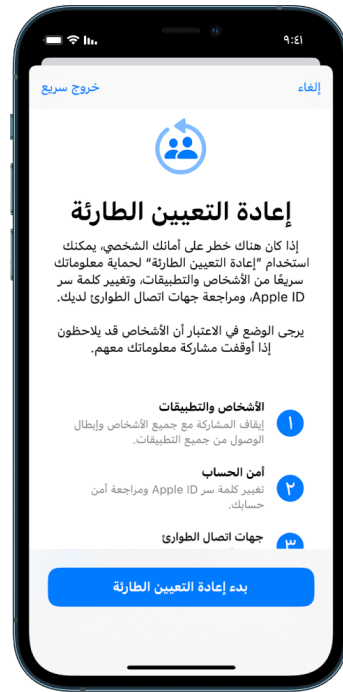 ٩:٤١
إلغاء
خروج سريع
إعادة التعيين الطارئة
إذا كان هناك خطر على أمانك الشخصي، يمكنك
استخدام "إعادة التعيين الطارئة" لحماية معلوماتك
سريعًا من الأشخاص والتطبيقات، وتغيير كلمة سر
Apple ID، ومراجعة جهات اتصال الطوارئ لديك.
يرجى الوضع في الاعتبار أن الأشخاص قد يلاحظون
إذا أوقفت مشاركة معلوماتك معهم.
الأشخاص والتطبيقات
١
إيقاف المشاركة مع جميع الأشخاص وإبطال
الوصول من جميع التطبيقات.
أمن الحساب
٢
تغيير كلمة سر Apple ID ومراجعة أمن
حسابك.
جهات اتصال الطوارئ
٣
بدء إعادة التعيين الطارئة